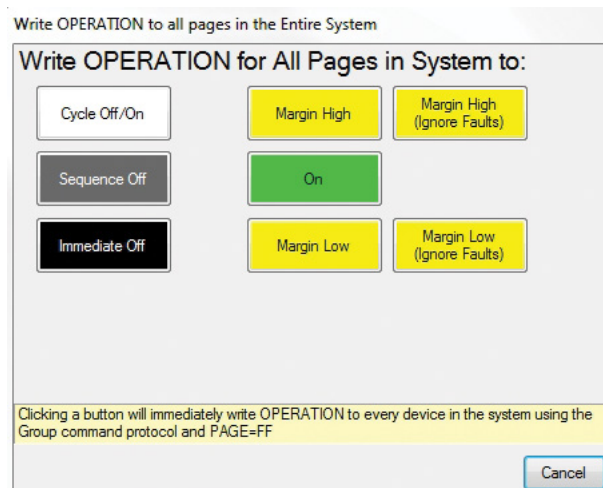 Write OPERATION to all pages in the Entire System
Write OPERATION for All Pages in System to:
Cycle Off/On
Margin High
Margin High
(Ignore Faults)
Sequence Off
On
Immediate Off
Margin Low
Margin Low
(Ignore Faults)
Clicking a button will immediately write OPERATION to every device in the system using the
Group command protocol and PAGE=FF
Cancel